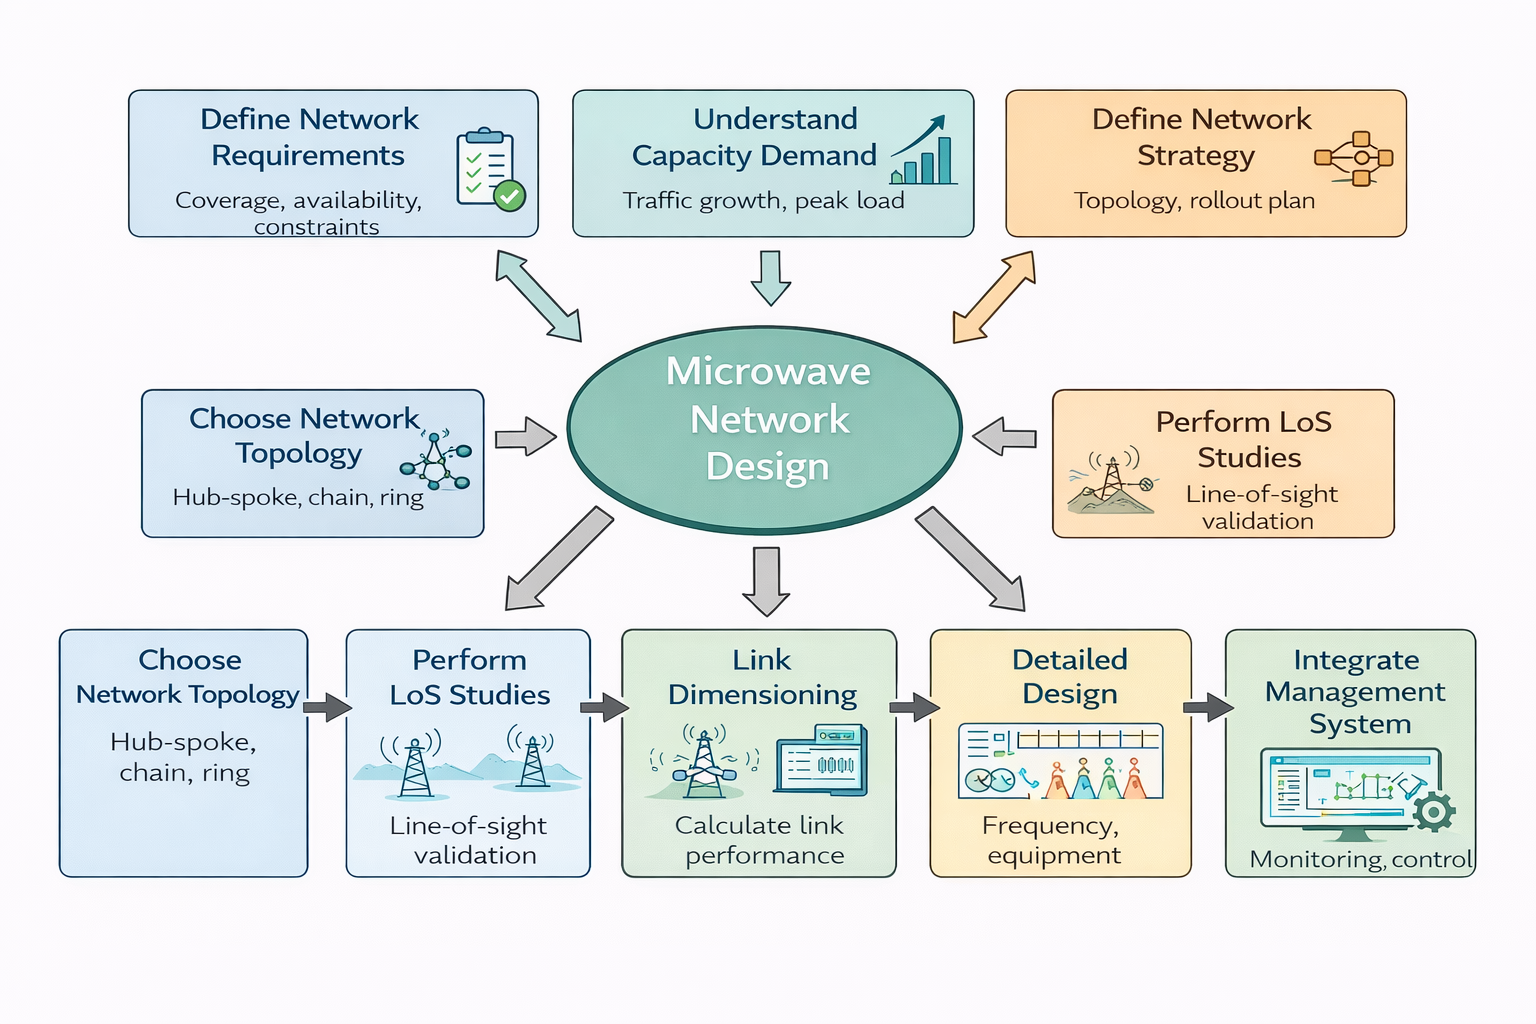 Define Network
Requirements
Coverage, availability,
constraints
Understand
Capacity Demand
Traffic growth, peak load
Define Network
Strategy
Topology, rollout plan
Choose Network
Topology
Hub-spoke, chain, ring
Microwave
Network
Design
Perform LoS
Studies
Line-of-sight
validation
Choose
Network Topology
Hub-spoke,
chain, ring
Perform
LoS Studies
Line-of-sight
validation
Link
Dimensioning
Calculate link
performance
Detailed
Design
Frequency,
equipment
Integrate
Management
System
Monitoring, control